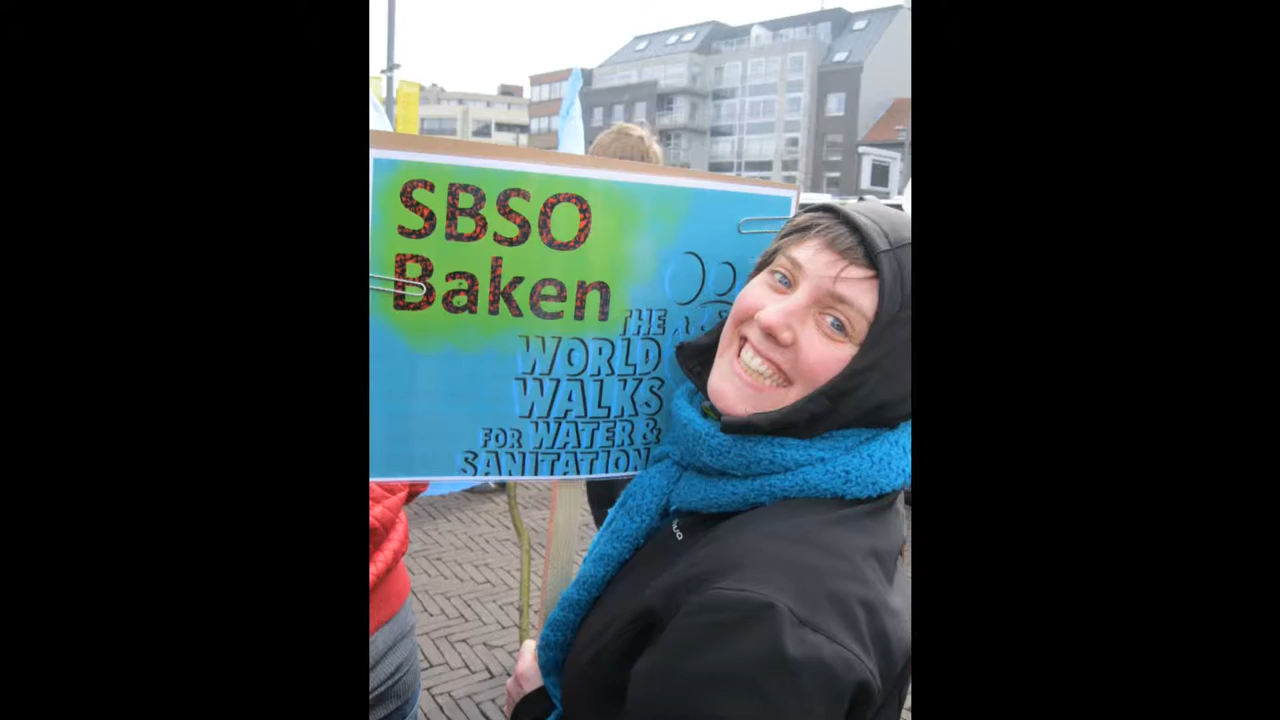 SBSO
Baken
THE
WORLD
WALKS
FOR WATER &
SANITATION